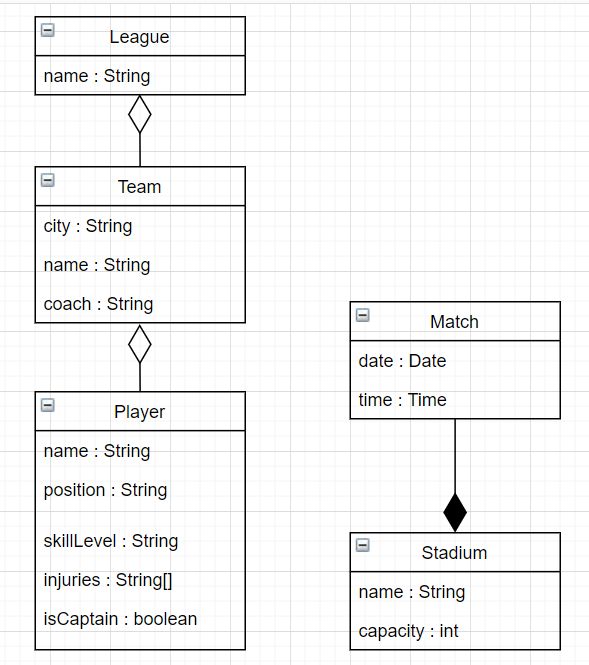 League
name : String
Team
city : String
name : String
coach : String
Player
name : String
position : String
skillLevel : String
injuries : String[]
isCaptain : boolean
Match
date : Date
time : Time
Stadium
name : String
capacity : int